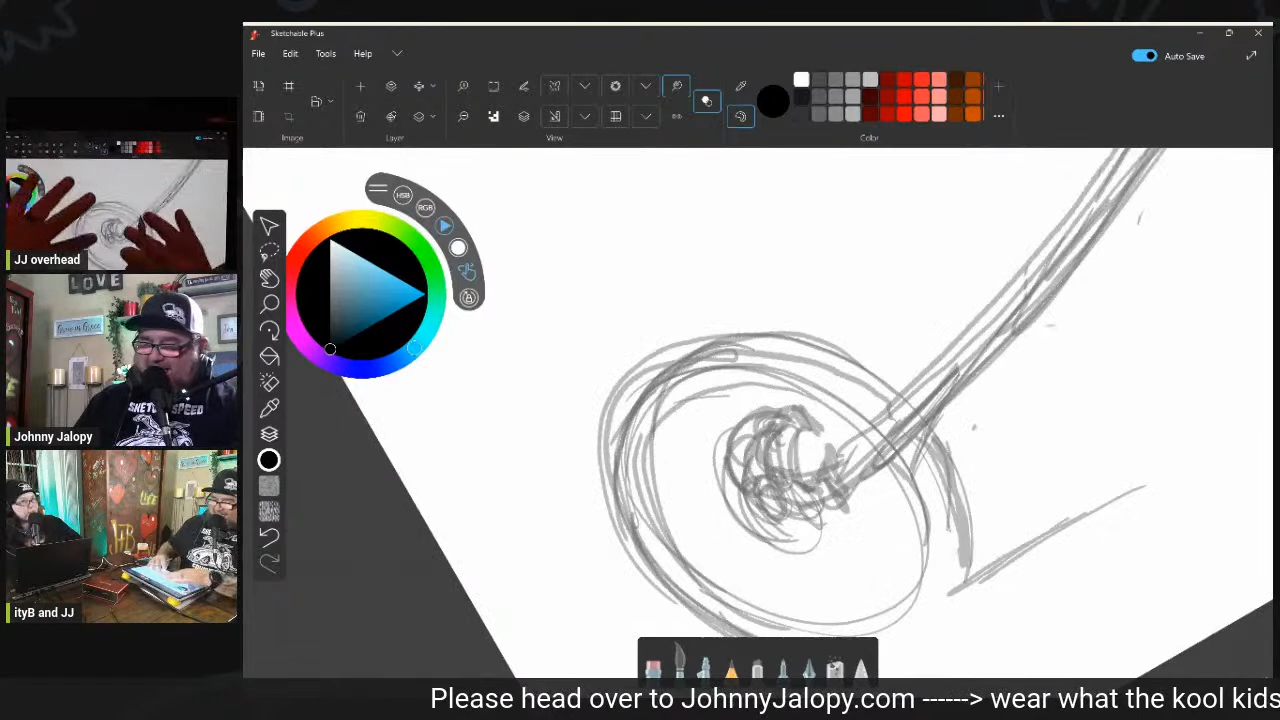 Sketchable Plus
File Edit Tools Help
Auto Save
Image
Layer
View
Color
HSB
RGB
JJ overhead
LOVE
Johnny Jalopy
ityB and JJ
Please head over to JohnnyJalopy.com ------> wear what the kool kids